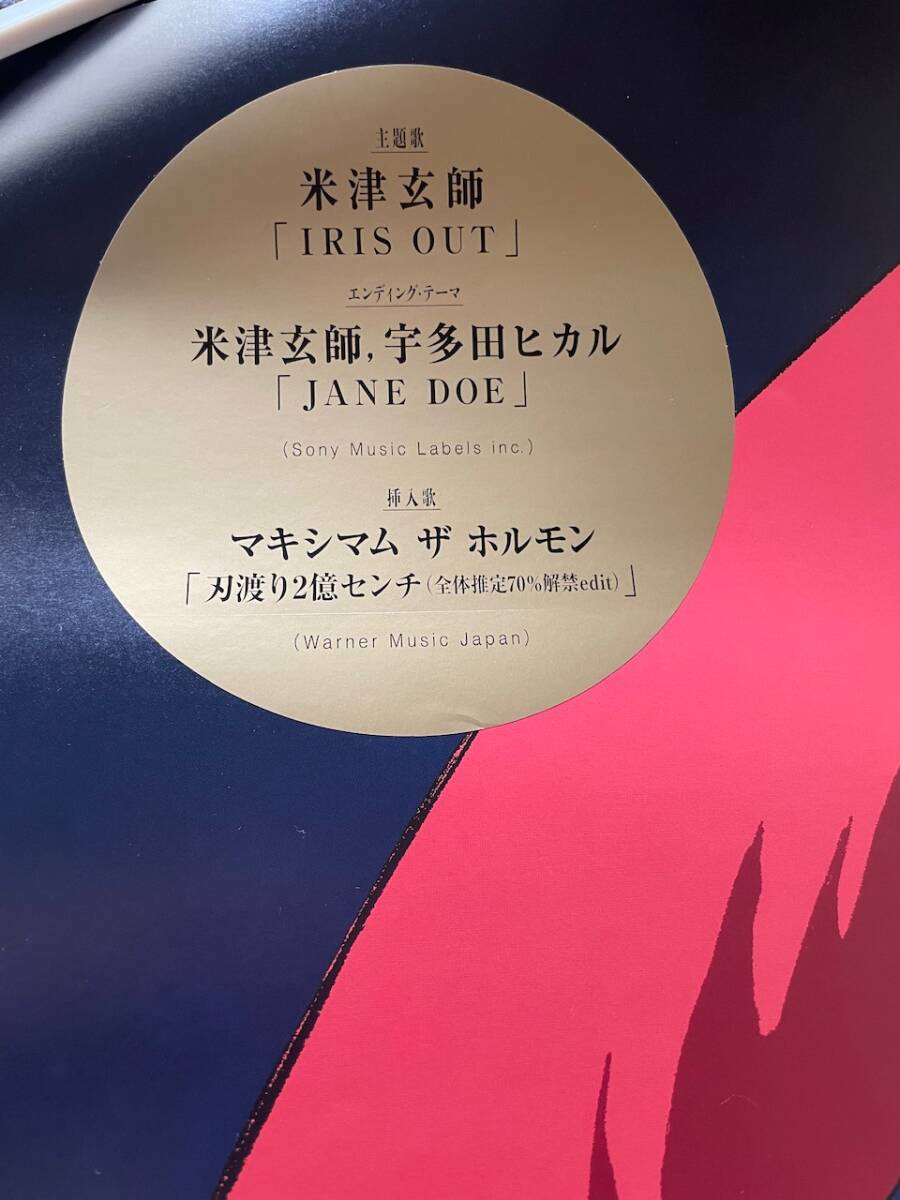 主題歌
米津玄師
「IRIS OUT」
エンディング・テーマ
米津玄師, 宇多田ヒカル
「JANE DOE」
(Sony Music Labels inc.)
挿入歌
マキシマム ザ ホルモン
「刃渡り2億センチ(全体推定70%解禁edit)」
(Warner Music Japan)